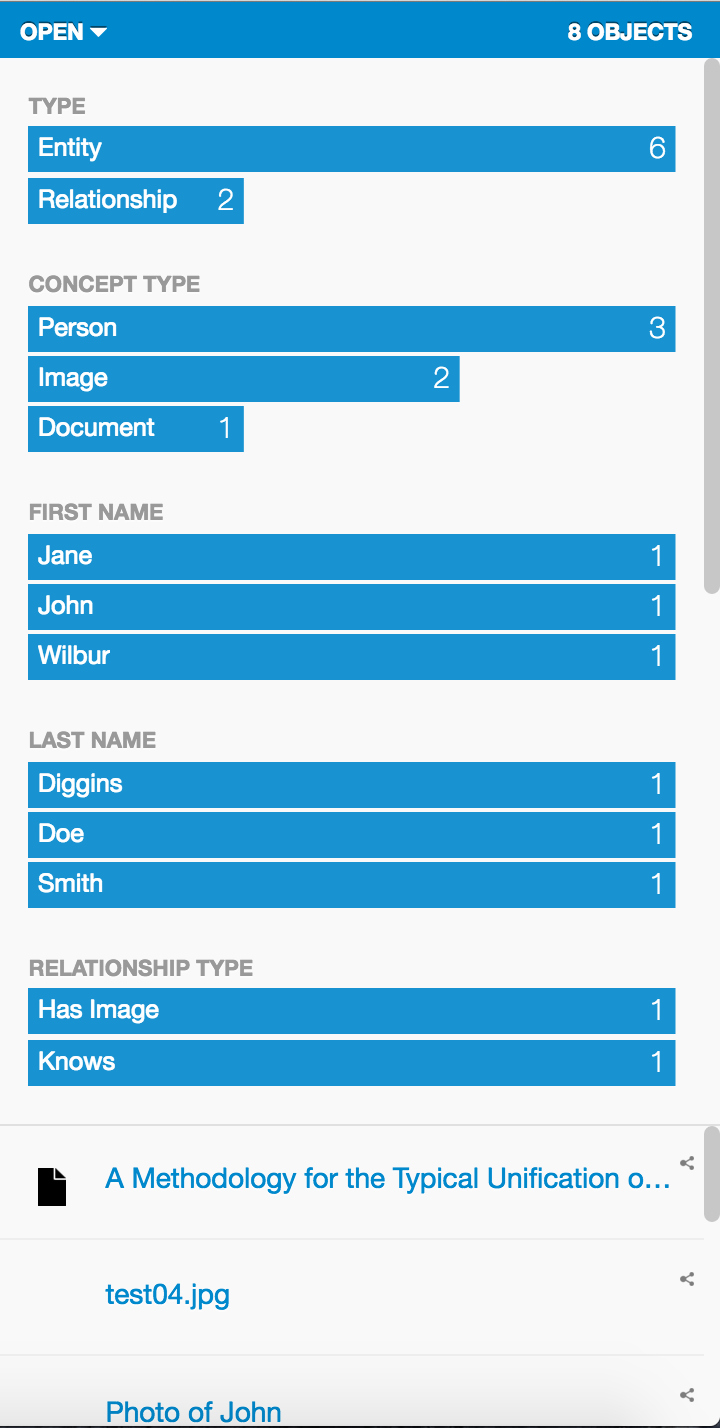 OPEN
8 OBJECTS
TYPE
Entity 6
Relationship 2
CONCEPT TYPE
Person 3
Image 2
Document 1
FIRST NAME
Jane 1
John 1
Wilbur 1
LAST NAME
Diggins 1
Doe 1
Smith 1
RELATIONSHIP TYPE
Has Image 1
Knows 1
A Methodology for the Typical Unification o...
test04.jpg
Photo of John